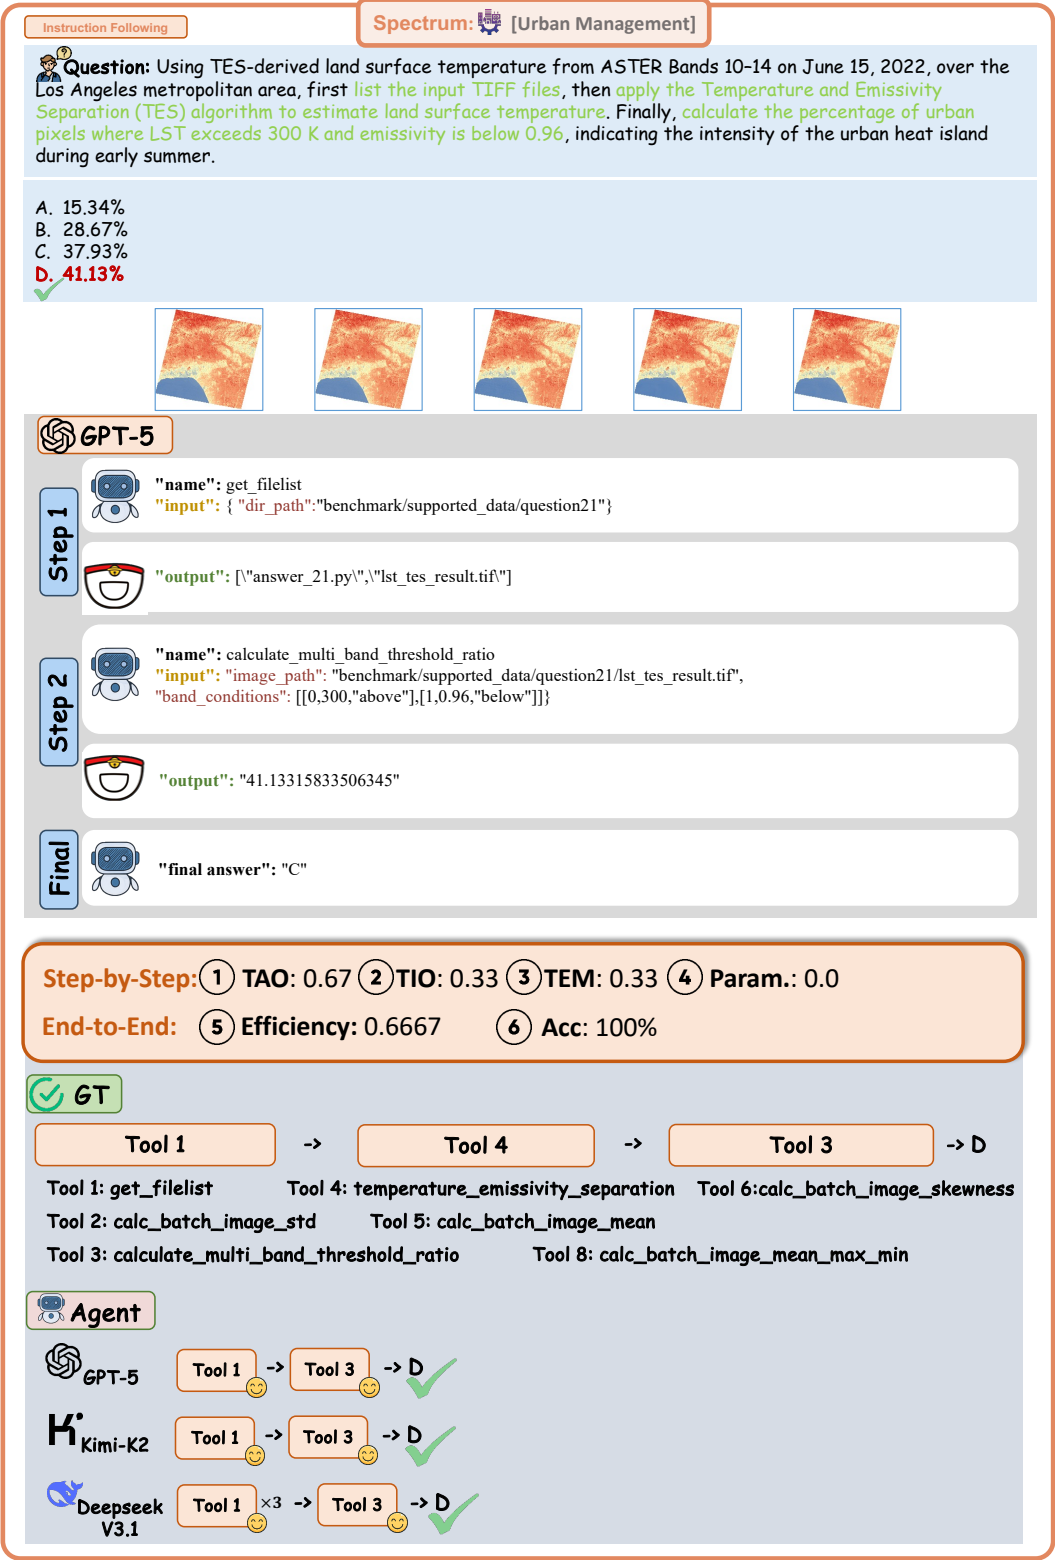 Instruction Following
Spectrum: [Urban Management]
Question: Using TES-derived land surface temperature from ASTER Bands 10–14 on June 15, 2022, over the
Los Angeles metropolitan area, first list the input TIFF files, then apply the Temperature and Emissivity
Separation (TES) algorithm to estimate land surface temperature. Finally, calculate the percentage of urban
pixels where LST exceeds 300 K and emissivity is below 0.96, indicating the intensity of the urban heat island
during early summer.
A. 15.34%
B. 28.67%
C. 37.93%
D. 41.13%
GPT-5
Step 1
"name": get_filelist
"input": { "dir_path":"benchmark/supported_data/question21"}
"output": [\"answer_21.py\",\"lst_tes_result.tif\"]
Step 2
"name": calculate_multi_band_threshold_ratio
"input": "image_path": "benchmark/supported_data/question21/lst_tes_result.tif",
"band_conditions": [[0,300,"above"],[1,0.96,"below"]]}
"output": "41.13315833506345"
Final
"final answer": "C"
Step-by-Step: 1 TAO: 0.67 2 TIO: 0.33 3 TEM: 0.33 4 Param.: 0.0
End-to-End: 5 Efficiency: 0.6667 6 Acc: 100%
GT
Tool 1 -> Tool 4 -> Tool 3 -> D
Tool 1: get_filelist Tool 4: temperature_emissivity_separation Tool 6:calc_batch_image_skewness
Tool 2: calc_batch_image_std Tool 5: calc_batch_image_mean
Tool 3: calculate_multi_band_threshold_ratio Tool 8: calc_batch_image_mean_max_min
Agent
GPT-5 Tool 1 -> Tool 3 -> D
Kimi-K2 Tool 1 -> Tool 3 -> D
Deepseek V3.1 Tool 1 ×3 -> Tool 3 -> D